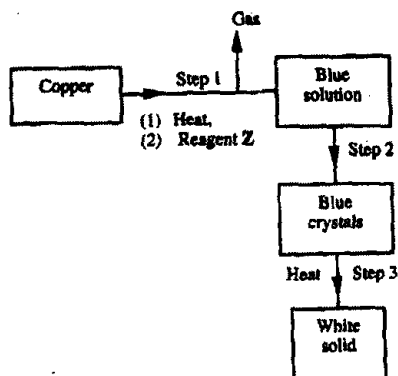 Gas
Copper
Step 1
(1) Heat,
(2) Reagent Z
Blue
solution
Step 2
Blue
crystals
Heat Step 3
White
solid